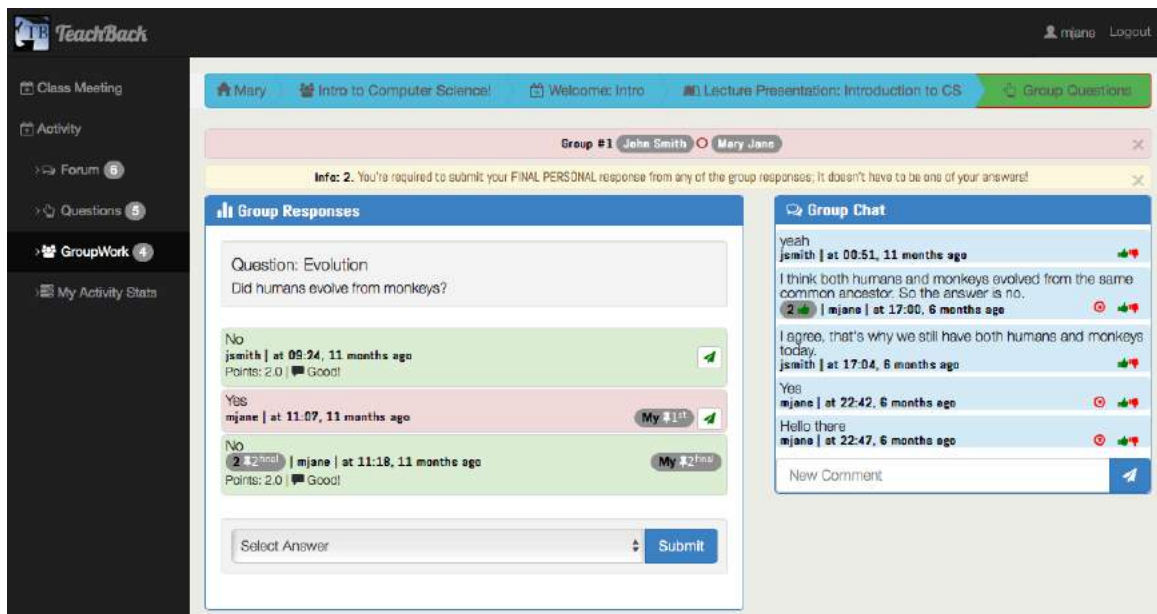 TB TeachBack
mjane Logout
Class Meeting
Activity
Forum 6
Questions 5
GroupWork 4
My Activity Stats
Mary Intro to Computer Science! Welcome: Intro Lecture Presentation: Introduction to CS Group Questions
Group #1 John Smith Mary Jane
Info: 2. You're required to submit your FINAL PERSONAL response from any of the group responses; It doesn't have to be one of your answers!
Group Responses
Question: Evolution
Did humans evolve from monkeys?
No
jsmith | at 09:24, 11 months ago
Points: 2.0 | Good!
Yes
mjane | at 11:07, 11 months ago My 1st
No
2 2final | mjane | at 11:18, 11 months ago My 2final
Points: 2.0 | Good!
Select Answer Submit
Group Chat
yeah
jsmith | at 00:51, 11 months ago
I think both humans and monkeys evolved from the same
common ancestor. So the answer is no.
2 | mjane | at 17:00, 6 months ago
I agree, that's why we still have both humans and monkeys
today.
jsmith | at 17:04, 6 months ago
Yes
mjane | at 22:42, 6 months ago
Hello there
mjane | at 22:47, 6 months ago
New Comment